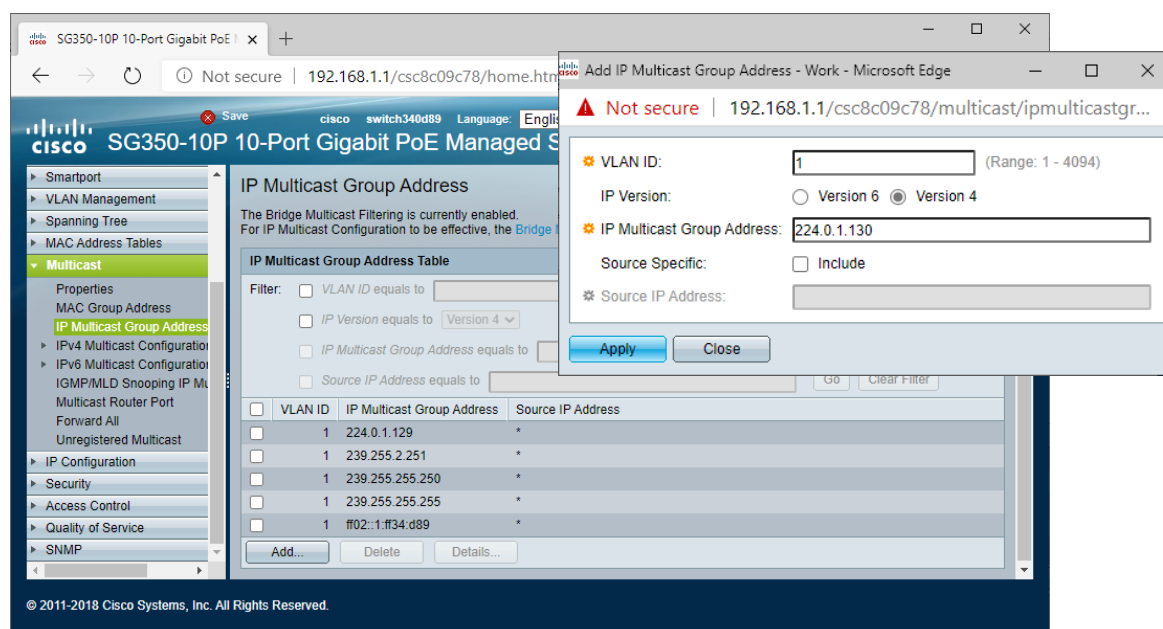 SG350-10P 10-Port Gigabit PoE
Not secure | 192.168.1.1/csc8c09c78/home.htm
Save cisco switch340d89 Language: Englis
CISCO SG350-10P 10-Port Gigabit PoE Managed S
Smartport
VLAN Management
Spanning Tree
MAC Address Tables
Multicast
Properties
MAC Group Address
IP Multicast Group Address
IPv4 Multicast Configuration
IPv6 Multicast Configuration
IGMP/MLD Snooping IP Mu
Multicast Router Port
Forward All
Unregistered Multicast
IP Configuration
Security
Access Control
Quality of Service
SNMP
IP Multicast Group Address
The Bridge Multicast Filtering is currently enabled.
For IP Multicast Configuration to be effective, the Bridge
IP Multicast Group Address Table
Filter: VLAN ID equals to
IP Version equals to Version 4
IP Multicast Group Address equals to
Source IP Address equals to Go Clear Filter
VLAN ID IP Multicast Group Address Source IP Address
1 224.0.1.129 *
1 239.255.2.251 *
1 239.255.255.250 *
1 239.255.255.255 *
1 ff02::1:ff34:d89 *
Add... Delete Details...
© 2011-2018 Cisco Systems, Inc. All Rights Reserved.
Add IP Multicast Group Address - Work - Microsoft Edge
Not secure | 192.168.1.1/csc8c09c78/multicast/ipmulticastgr...
VLAN ID: 1 (Range: 1 - 4094)
IP Version: Version 6 Version 4
IP Multicast Group Address: 224.0.1.130
Source Specific: Include
Source IP Address:
Apply Close